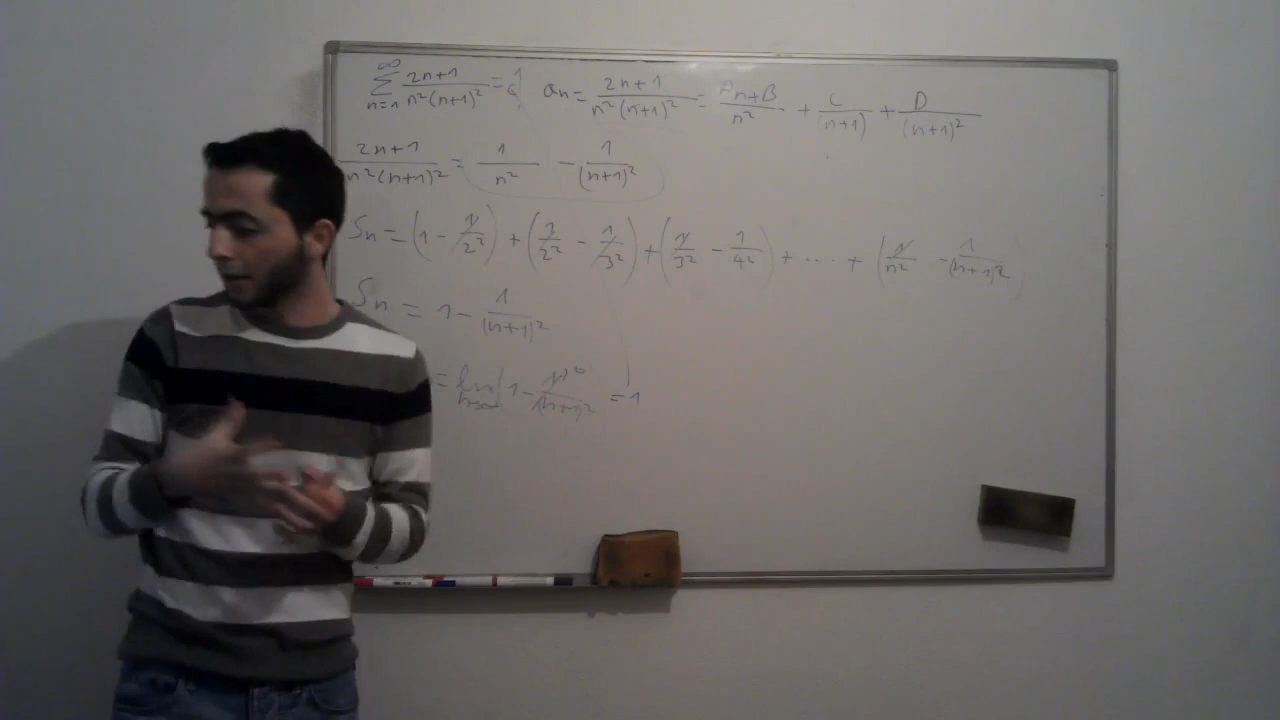 ∞ ∑ n=1 (2n+1)/(n²(n+1)²) = 1 an = (2n+1)/(n²(n+1)²) = (An+B)/n² + C/(n+1) + D/(n+1)²
(2n+1)/(n²(n+1)²) = 1/n² - 1/(n+1)²
Sn = (1 - 1/2²) + (1/2² - 1/3²) + (1/3² - 1/4²) + .... + (1/n² - 1/(n+1)²)
Sn = 1 - 1/(n+1)²
= lim n→∞ (1 - 1/(n+1)² 0 = 1